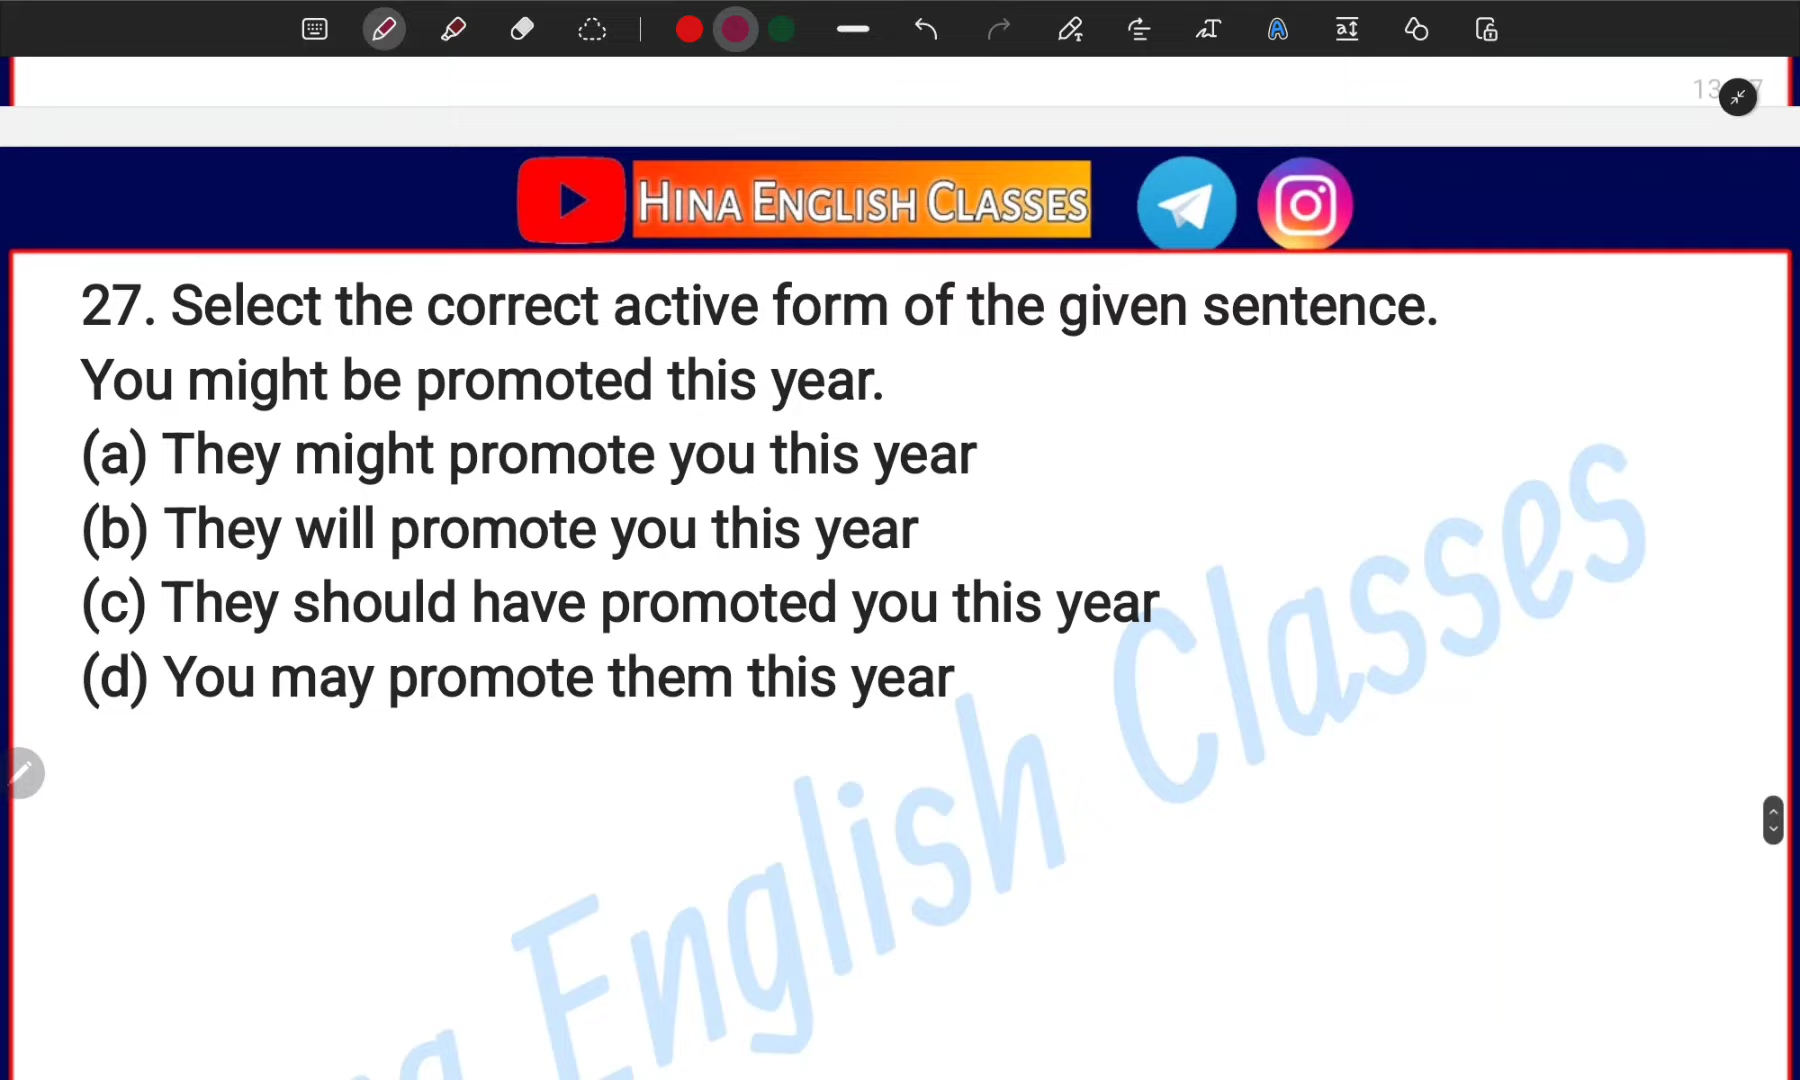 HINA ENGLISH CLASSES
27. Select the correct active form of the given sentence.
You might be promoted this year.
(a) They might promote you this year
(b) They will promote you this year
(c) They should have promoted you this year
(d) You may promote them this year
English Classes